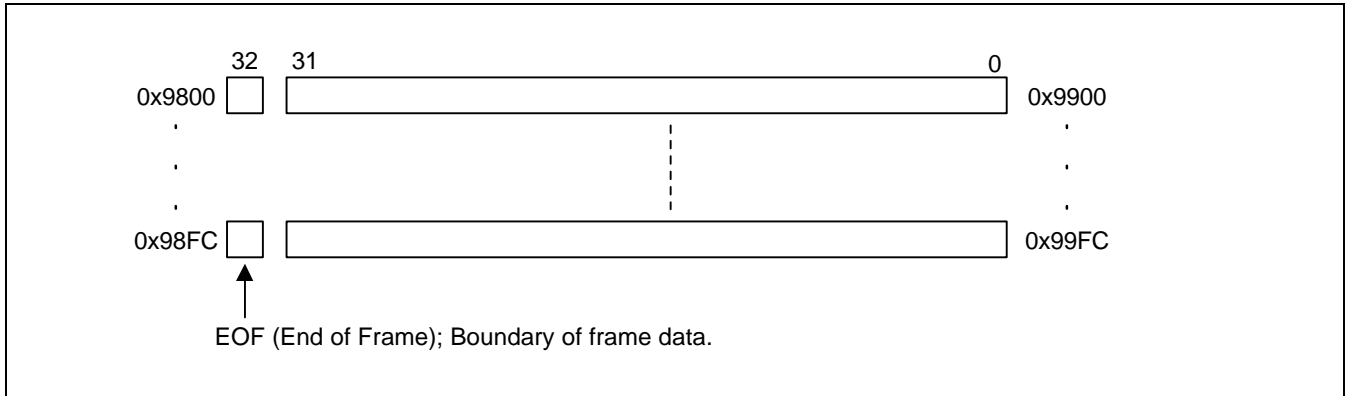 32 31 0
0x9800 0x9900
0x98FC 0x99FC
EOF (End of Frame); Boundary of frame data.